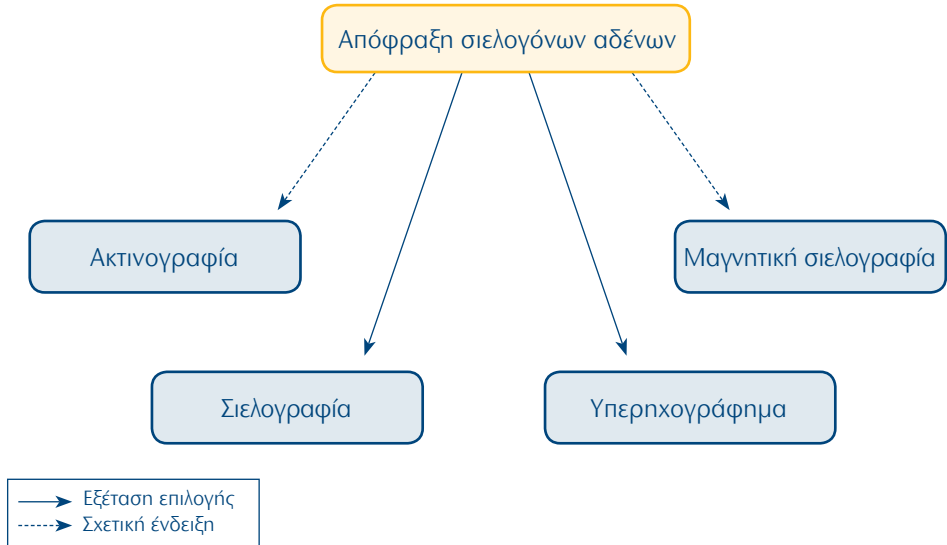 Απόφραξη σιελογόνων αδένων
Ακτινογραφία
Μαγνητική σιελογραφία
Σιελογραφία
Υπερηχογράφημα
Εξέταση επιλογής
Σχετική ένδειξη